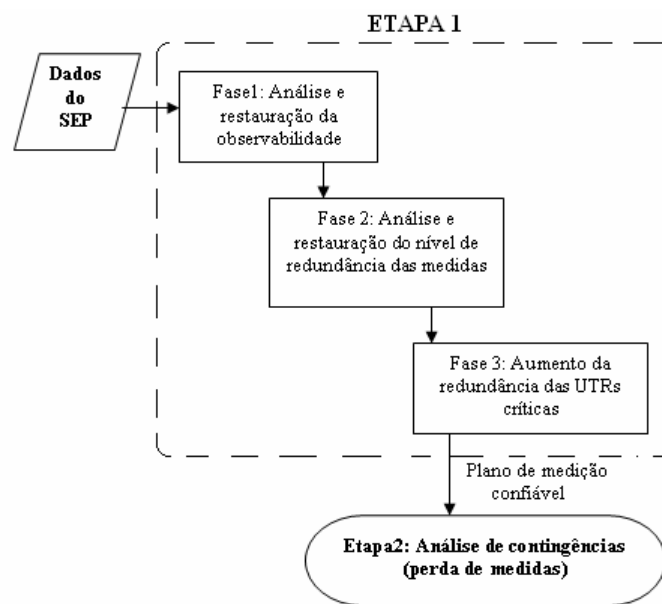 ETAPA 1
Dados
do
SEP
Fase1: Análise e
restauração da
observabilidade
Fase 2: Análise e
restauração do nível de
redundância das medidas
Fase 3: Aumento da
redundância das UTRs
críticas
Plano de medição
confiável
Etapa2: Análise de contingências
(perda de medidas)